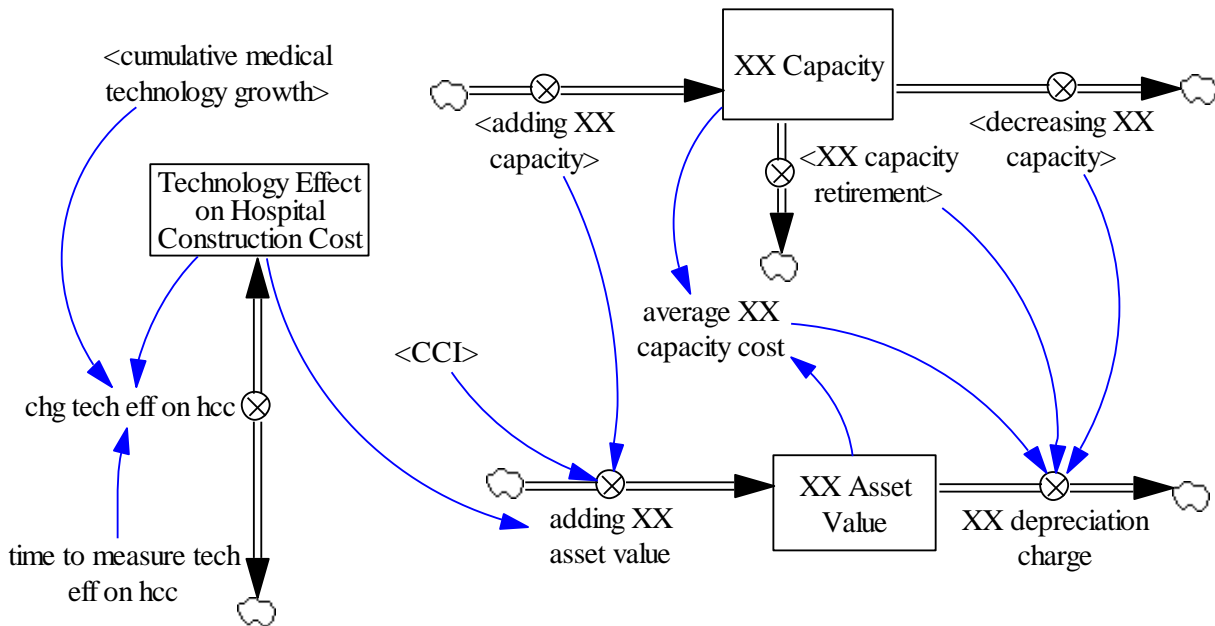 <cumulative medical
technology growth>
XX Capacity
<adding XX
capacity>
<decreasing XX
capacity>
<XX capacity
retirement>
Technology Effect
on Hospital
Construction Cost
average XX
capacity cost
<CCI>
chg tech eff on hcc
XX Asset
Value
adding XX
asset value
XX depreciation
charge
time to measure tech
eff on hcc